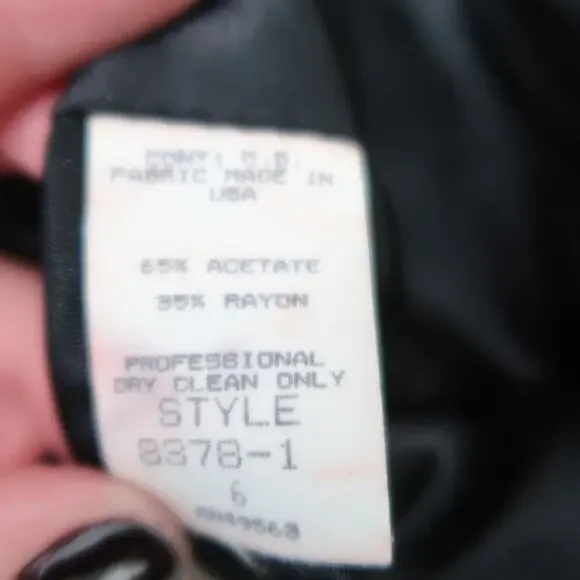 FABRIC MADE IN
USA
65% ACETATE
35% RAYON
PROFESSIONAL
DRY CLEAN ONLY
STYLE
8378-1
6